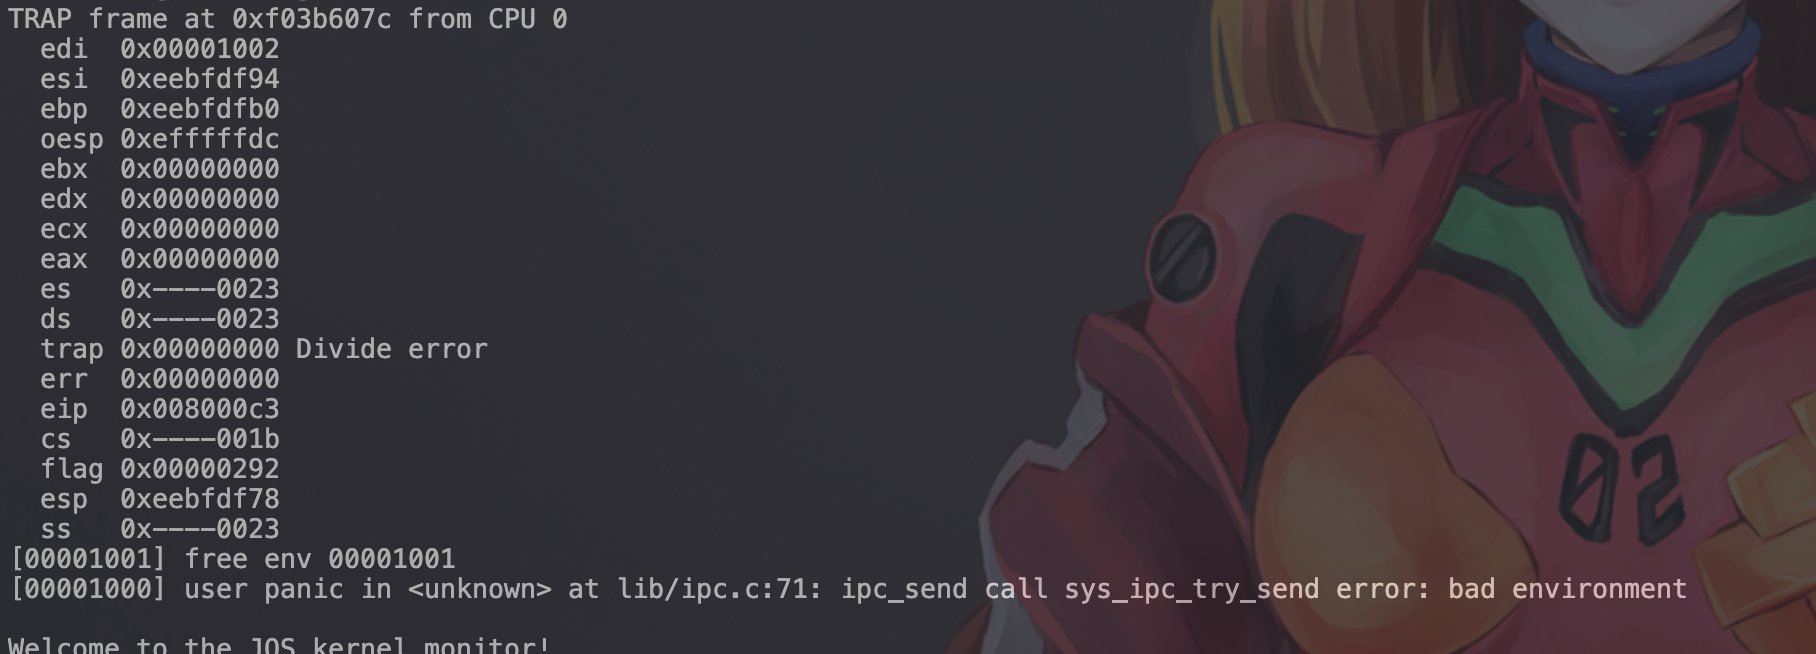 TRAP frame at 0xf03b607c from CPU 0
edi 0x00001002
esi 0xeebfdf94
ebp 0xeebfdfb0
oesp 0xefffffdc
ebx 0x00000000
edx 0x00000000
ecx 0x00000000
eax 0x00000000
es 0x----0023
ds 0x----0023
trap 0x00000000 Divide error
err 0x00000000
eip 0x008000c3
cs 0x----001b
flag 0x00000292
esp 0xeebfdf78
ss 0x----0023
[00001001] free env 00001001
[00001000] user panic in <unknown> at lib/ipc.c:71: ipc_send call sys_ipc_try_send error: bad environment
Welcome to the JOS kernel monitor!
02